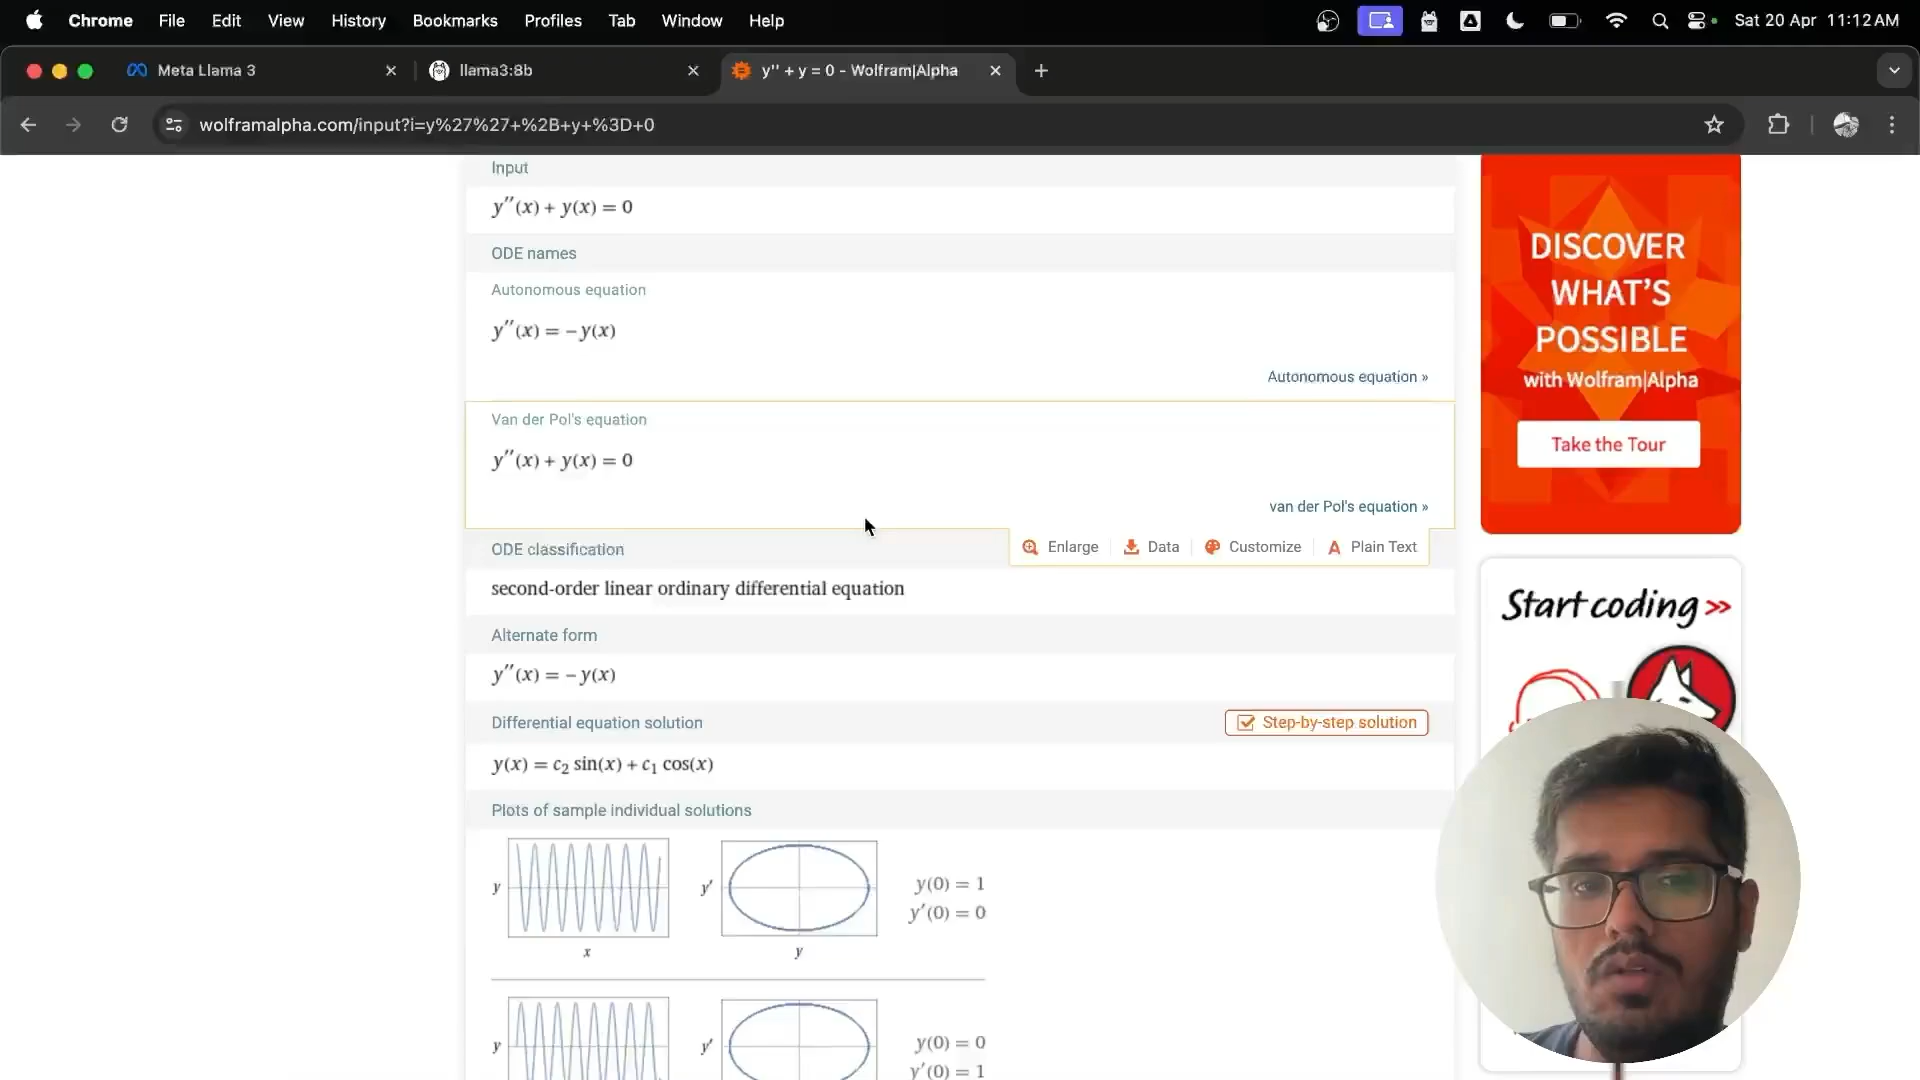 Chrome File Edit View History Bookmarks Profiles Tab Window Help Sat 20 Apr 11:12 AM
Meta Llama 3 llama3:8b y'' + y = 0 - Wolfram|Alpha
wolframalpha.com/input?i=y%27%27+%2B+y+%3D+0
Input
y′′(x) + y(x) = 0
ODE names
Autonomous equation
y′′(x) = −y(x)
Autonomous equation »
Van der Pol's equation
y′′(x) + y(x) = 0
van der Pol's equation »
Enlarge Data Customize A Plain Text
ODE classification
second-order linear ordinary differential equation
Alternate form
y′′(x) = −y(x)
Differential equation solution
Step-by-step solution
y(x) = c₂ sin(x) + c₁ cos(x)
Plots of sample individual solutions
y
x
y′
y
y(0) = 1
y′(0) = 0
y
y′
y(0) = 0
y′(0) = 1
DISCOVER
WHAT'S
POSSIBLE
with Wolfram|Alpha
Take the Tour
Start coding >>